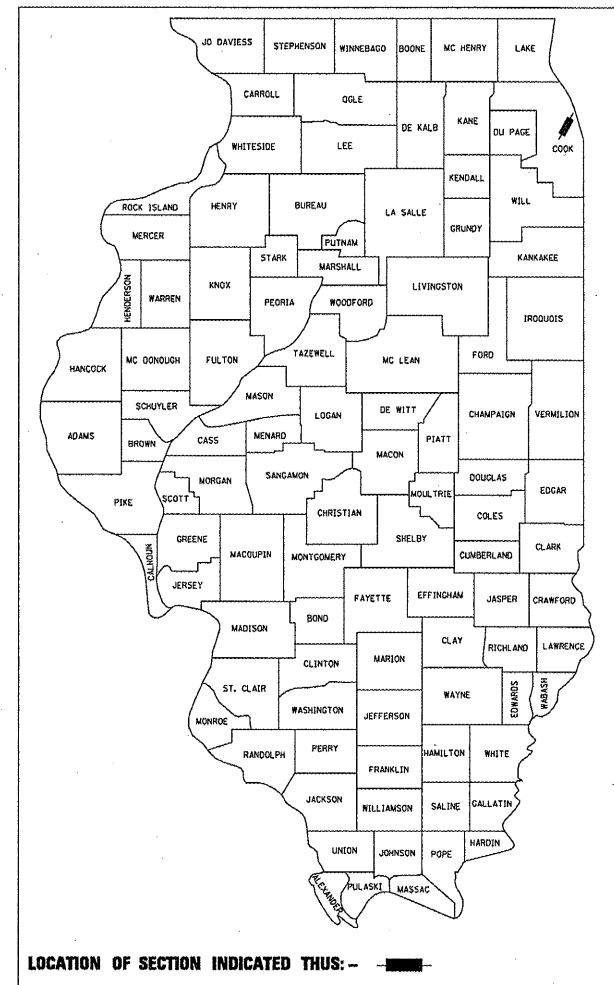 JO DAVIESS
STEPHENSON
WINNEBAGO
BOONE
MC HENRY
LAKE
CARROLL
OGLE
DE KALB
KANE
DU PAGE
COOK
WHITESIDE
LEE
KENDALL
WILL
ROCK ISLAND
HENRY
BUREAU
LA SALLE
GRUNDY
MERCER
PUTNAM
KANKAKEE
STARK
MARSHALL
HENDERSON
WARREN
KNOX
PEORIA
WOODFORD
LIVINGSTON
IROQUOIS
HANCOCK
MC DONOUGH
FULTON
TAZEWELL
MC LEAN
FORD
SCHUYLER
MASON
LOGAN
DE WITT
CHAMPAIGN
VERMILION
ADAMS
BROWN
CASS
MENARD
MACON
PIATT
PIKE
SCOTT
MORGAN
SANGAMON
MOULTRIE
DOUGLAS
EDGAR
CHRISTIAN
COLES
CALHOUN
GREENE
MACOUPIN
MONTGOMERY
SHELBY
CUMBERLAND
CLARK
JERSEY
FAYETTE
EFFINGHAM
JASPER
CRAWFORD
MADISON
BOND
CLAY
RICHLAND
LAWRENCE
CLINTON
MARION
ST. CLAIR
WAYNE
EDWARDS
WABASH
MONROE
WASHINGTON
JEFFERSON
RANDOLPH
PERRY
HAMILTON
WHITE
FRANKLIN
JACKSON
WILLIAMSON
SALINE
GALLATIN
UNION
JOHNSON
POPE
HARDIN
ALEXANDER
PULASKI
MASSAC
LOCATION OF SECTION INDICATED THUS: -